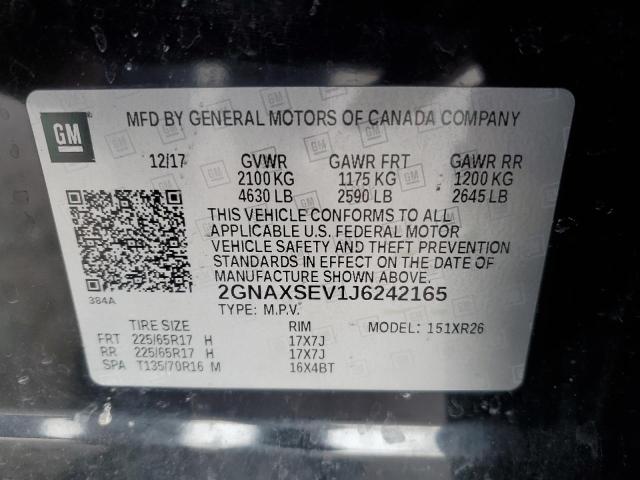 GM
MFD BY GENERAL MOTORS OF CANADA COMPANY
12/17 GVWR GAWR FRT GAWR RR
2100 KG 1175 KG 1200 KG
4630 LB 2590 LB 2645 LB
THIS VEHICLE CONFORMS TO ALL
APPLICABLE U.S. FEDERAL MOTOR
VEHICLE SAFETY AND THEFT PREVENTION
STANDARDS IN EFFECT ON THE DATE OF
MANUFACTURE SHOWN ABOVE.
384A
2GNAXSEV1J6242165
TYPE: M.P.V.
TIRE SIZE RIM MODEL: 151XR26
FRT 225/65R17 H 17X7J
RR 225/65R17 H 17X7J
SPA T135/70R16 M 16X4BT